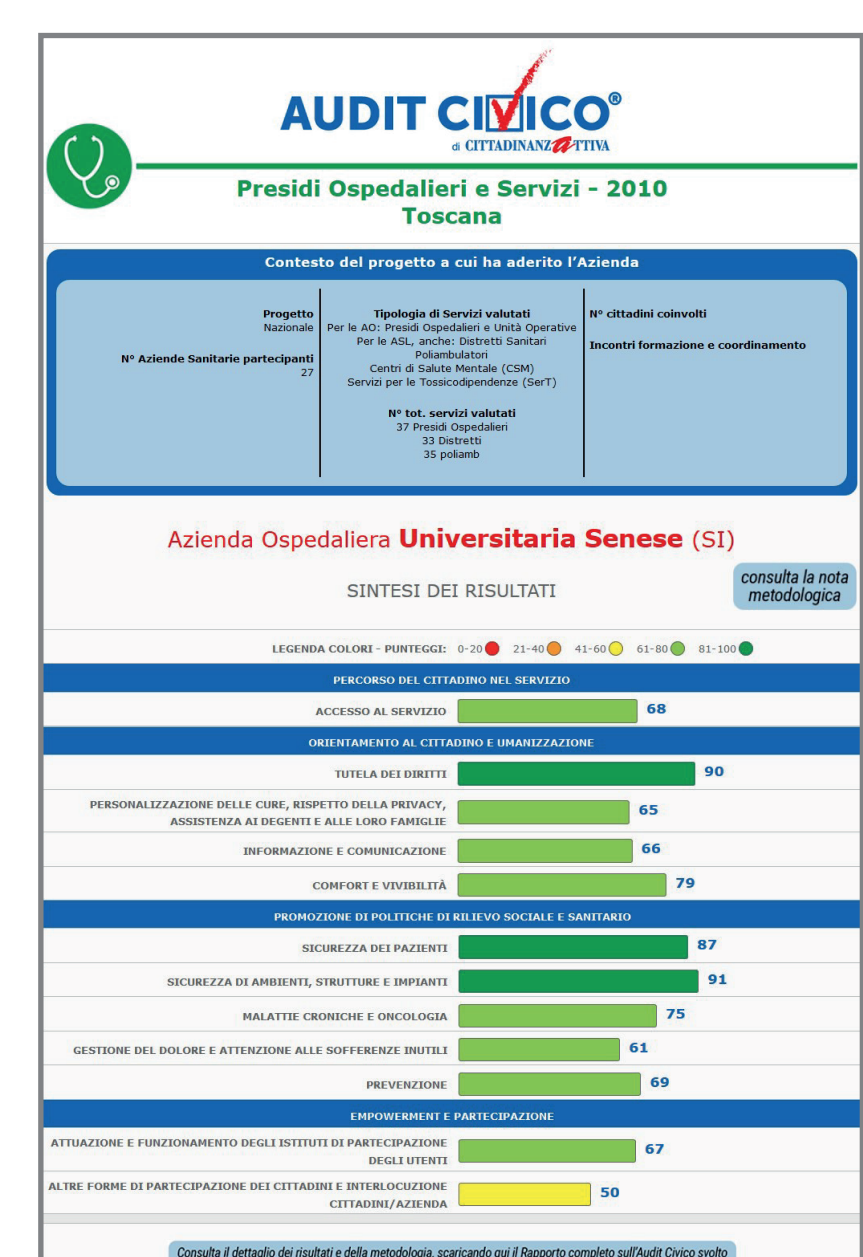 AUDIT CIVICO®
di CITTADINANZATTIVA
Presidi Ospedalieri e Servizi - 2010
Toscana
Contesto del progetto a cui ha aderito l'Azienda
Progetto
Nazionale
N° Aziende Sanitarie partecipanti
27
Tipologia di Servizi valutati
Per le AO: Presidi Ospedalieri e Unità Operative
Per le ASL, anche: Distretti Sanitari
Poliambulatori
Centri di Salute Mentale (CSM)
Servizi per le Tossicodipendenze (SerT)
N° tot. servizi valutati
37 Presidi Ospedalieri
33 Distretti
35 poliamb
N° cittadini coinvolti
Incontri formazione e coordinamento
Azienda Ospedaliera Universitaria Senese (SI)
SINTESI DEI RISULTATI
consulta la nota
metodologica
LEGENDA COLORI - PUNTEGGI: 0-20 21-40 41-60 61-80 81-100
PERCORSO DEL CITTADINO NEL SERVIZIO
ACCESSO AL SERVIZIO 68
ORIENTAMENTO AL CITTADINO E UMANIZZAZIONE
TUTELA DEI DIRITTI 90
PERSONALIZZAZIONE DELLE CURE, RISPETTO DELLA PRIVACY,
ASSISTENZA AI DEGENTI E ALLE LORO FAMIGLIE 65
INFORMAZIONE E COMUNICAZIONE 66
COMFORT E VIVIBILITÀ 79
PROMOZIONE DI POLITICHE DI RILIEVO SOCIALE E SANITARIO
SICUREZZA DEI PAZIENTI 87
SICUREZZA DI AMBIENTI, STRUTTURE E IMPIANTI 91
MALATTIE CRONICHE E ONCOLOGIA 75
GESTIONE DEL DOLORE E ATTENZIONE ALLE SOFFERENZE INUTILI 61
PREVENZIONE 69
EMPOWERMENT E PARTECIPAZIONE
ATTUAZIONE E FUNZIONAMENTO DEGLI ISTITUTI DI PARTECIPAZIONE
DEGLI UTENTI 67
ALTRE FORME DI PARTECIPAZIONE DEI CITTADINI E INTERLOCUZIONE
CITTADINI/AZIENDA 50
Consulta il dettaglio dei risultati e della metodologia, scaricando qui il Rapporto completo sull'Audit Civico svolto